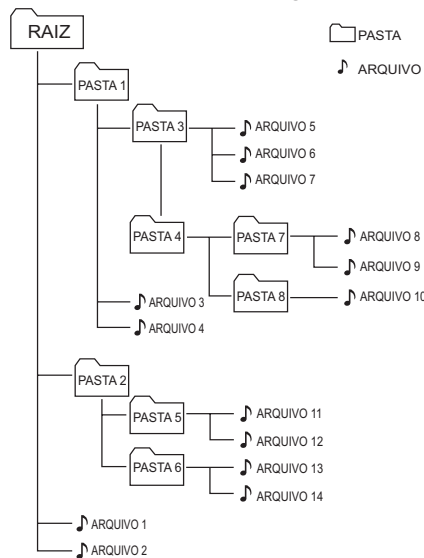 RAIZ
PASTA
ARQUIVO
PASTA 1
PASTA 3
ARQUIVO 5
ARQUIVO 6
ARQUIVO 7
PASTA 4
PASTA 7
ARQUIVO 8
ARQUIVO 9
PASTA 8
ARQUIVO 10
ARQUIVO 3
ARQUIVO 4
PASTA 2
PASTA 5
ARQUIVO 11
ARQUIVO 12
PASTA 6
ARQUIVO 13
ARQUIVO 14
ARQUIVO 1
ARQUIVO 2